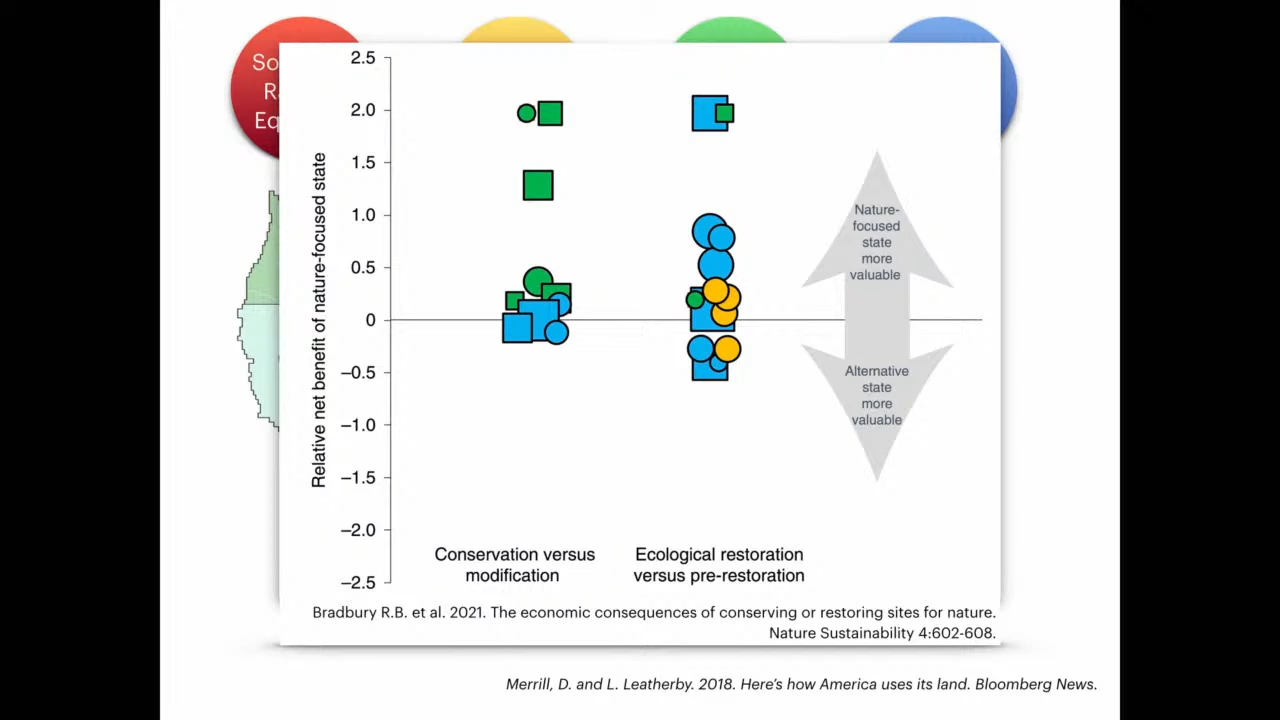 So
R
Eq
2.5
2.0
1.5
1.0
0.5
0
–0.5
–1.0
–1.5
–2.0
–2.5
Relative net benefit of nature-focused state
Nature-
focused
state
more
valuable
Alternative
state
more
valuable
Conservation versus
modification
Ecological restoration
versus pre-restoration
Bradbury R.B. et al. 2021. The economic consequences of conserving or restoring sites for nature.
Nature Sustainability 4:602-608.
Merrill, D. and L. Leatherby. 2018. Here's how America uses its land. Bloomberg News.